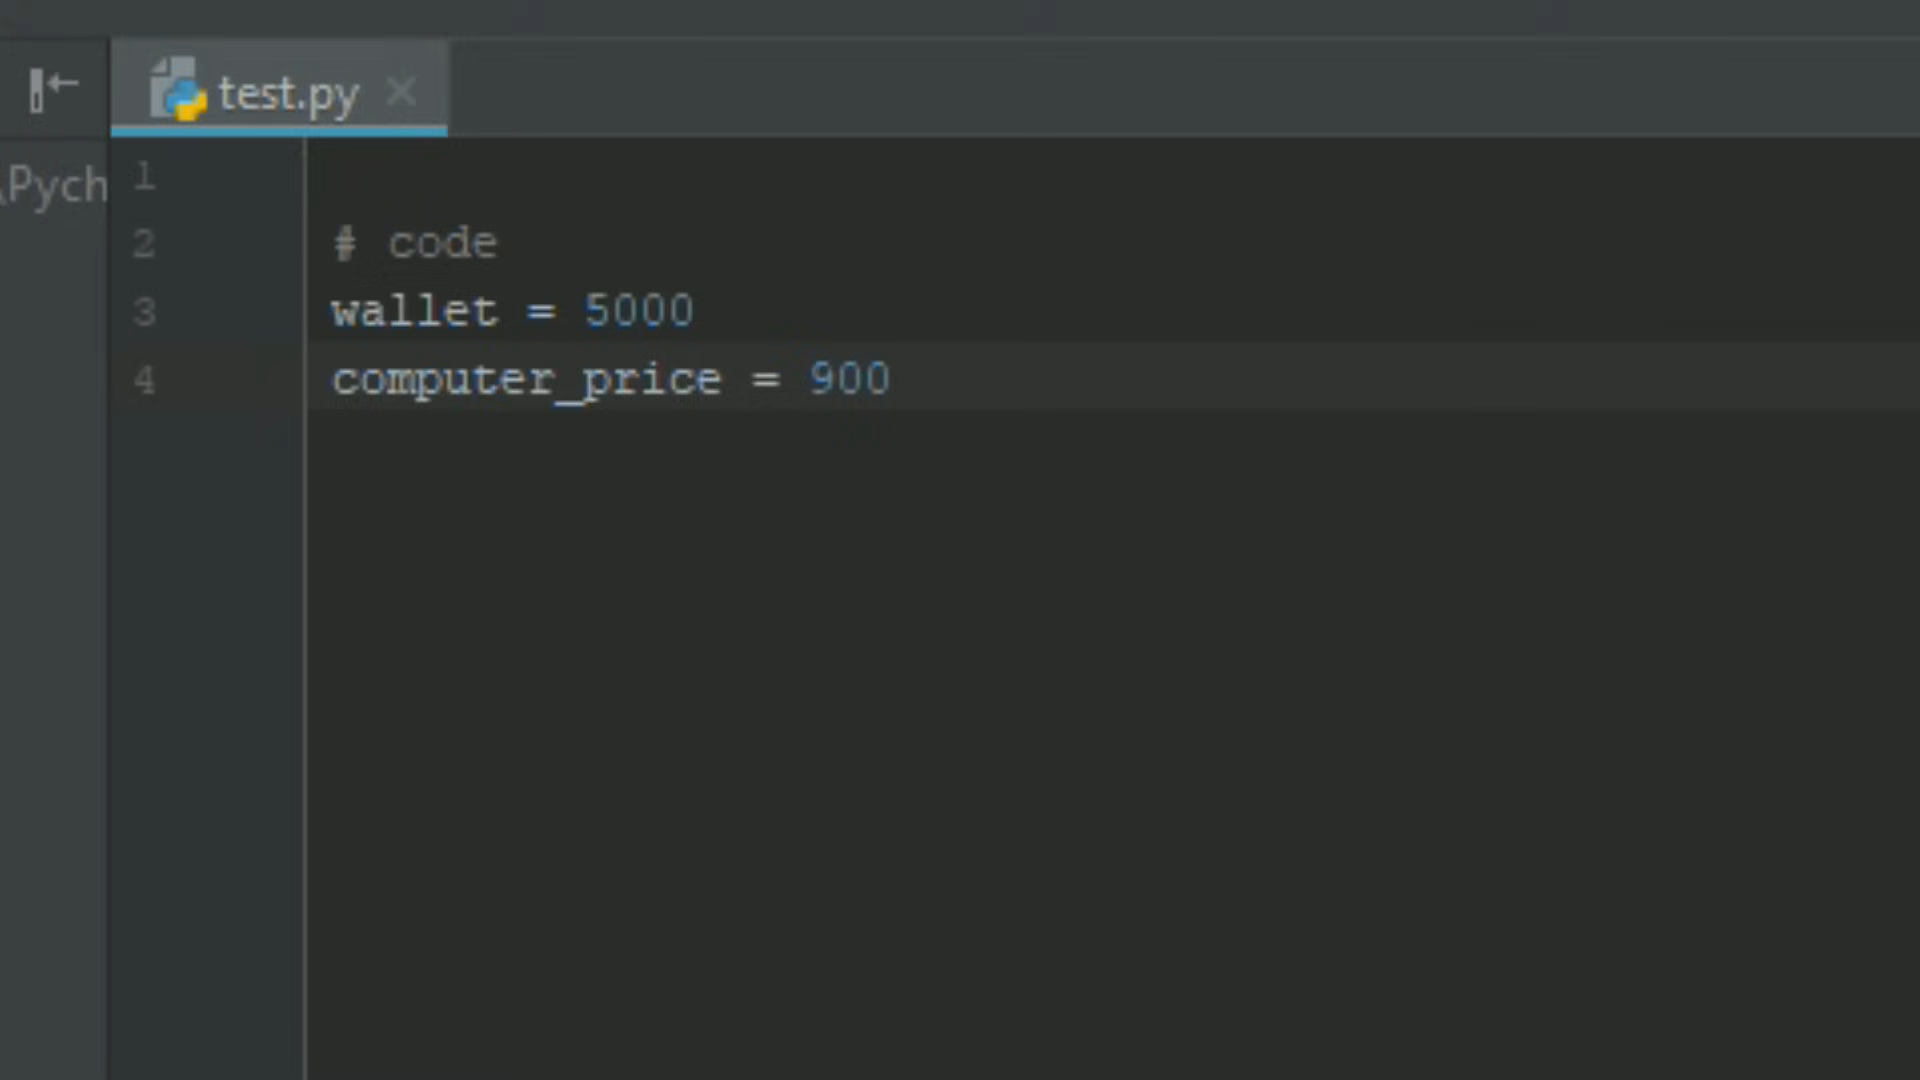 test.py
\Pych
1
2 # code
3 wallet = 5000
4 computer_price = 900